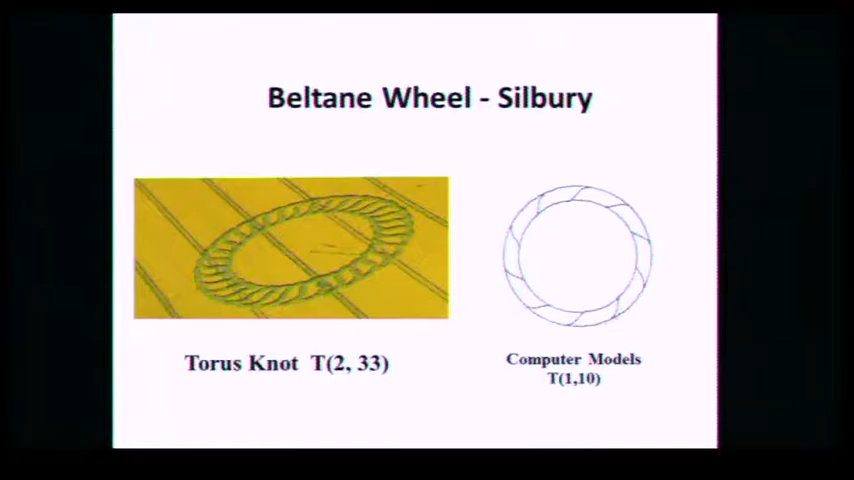 Beltane Wheel - Silbury
Torus Knot T(2, 33)
Computer Models
T(1,10)